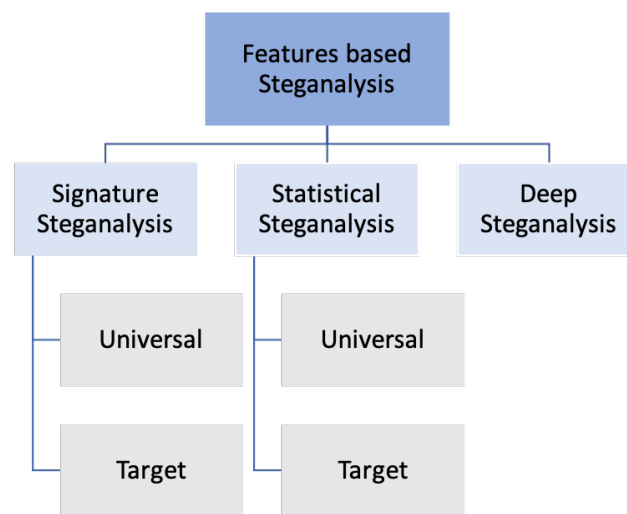 Features based
Steganalysis
Signature
Steganalysis
Statistical
Steganalysis
Deep
Steganalysis
Universal
Universal
Target
Target